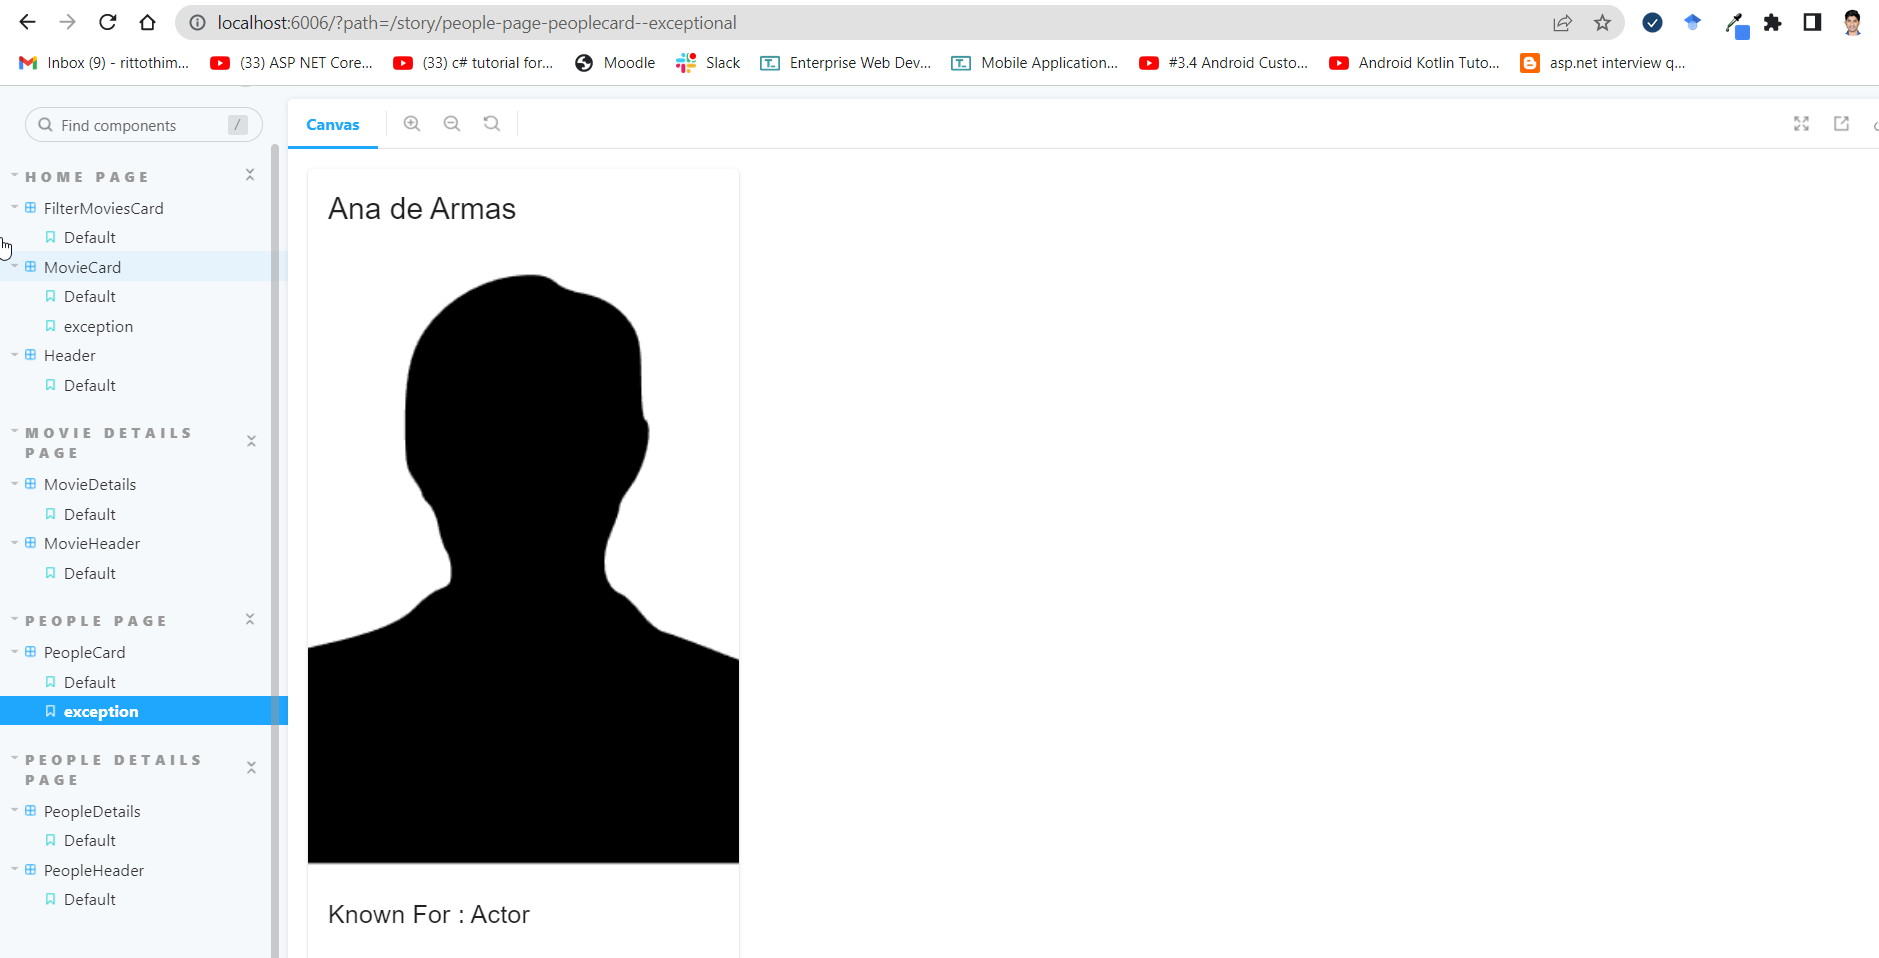 localhost:6006/?path=/story/people-page-peoplecard--exceptional
Inbox (9) - rittothim... (33) ASP NET Core... (33) c# tutorial for... Moodle Slack Enterprise Web Dev... Mobile Application... #3.4 Android Custo... Android Kotlin Tuto... asp.net interview q...
Find components /
Canvas
HOME PAGE
FilterMoviesCard
Default
MovieCard
Default
exception
Header
Default
MOVIE DETAILS
PAGE
MovieDetails
Default
MovieHeader
Default
PEOPLE PAGE
PeopleCard
Default
exception
PEOPLE DETAILS
PAGE
PeopleDetails
Default
PeopleHeader
Default
Ana de Armas
Known For : Actor